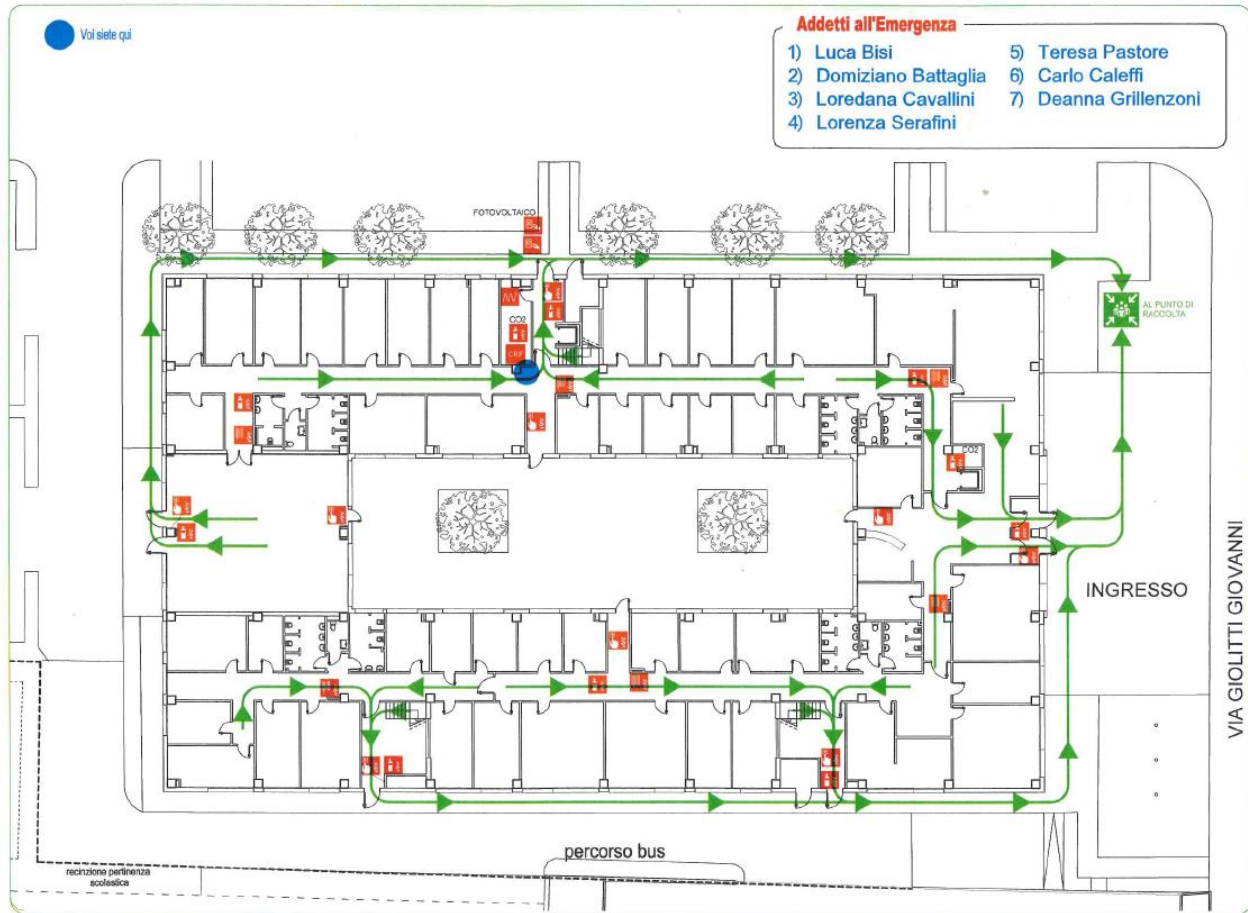 Voi siete qui
Addetti all'Emergenza
1) Luca Bisi
2) Domiziano Battaglia
3) Loredana Cavallini
4) Lorenza Serafini
5) Teresa Pastore
6) Carlo Caleffi
7) Deanna Grillenzoni
FOTOVOLTAICO
AL PUNTO DI
RACCOLTA
CO2
CRF
CO2
INGRESSO
VIA GIOLITTI GIOVANNI
percorso bus
recinzione pertinenza
scolastica